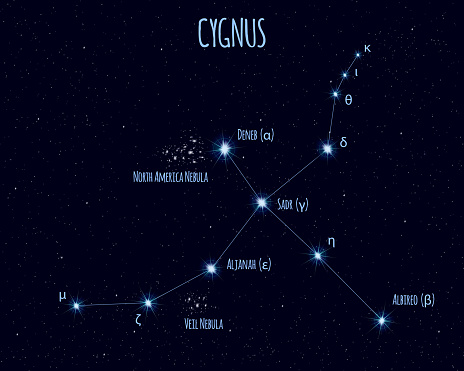 CYGNUS
κ
ι
θ
DENEB (α)
δ
NORTH AMERICA NEBULA
SADR (γ)
η
ALJANAH (ε)
μ
ζ
ALBIREO (β)
VEIL NEBULA